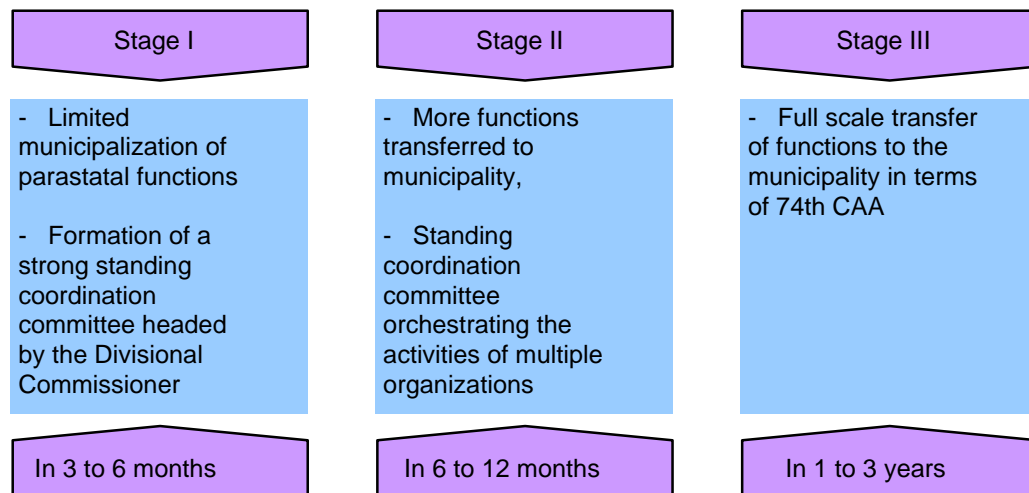 Stage I
- Limited
municipalization of
parastatal functions
- Formation of a
strong standing
coordination
committee headed
by the Divisional
Commissioner
In 3 to 6 months
Stage II
- More functions
transferred to
municipality,
- Standing
coordination
committee
orchestrating the
activities of multiple
organizations
In 6 to 12 months
Stage III
- Full scale transfer
of functions to the
municipality in terms
of 74th CAA
In 1 to 3 years